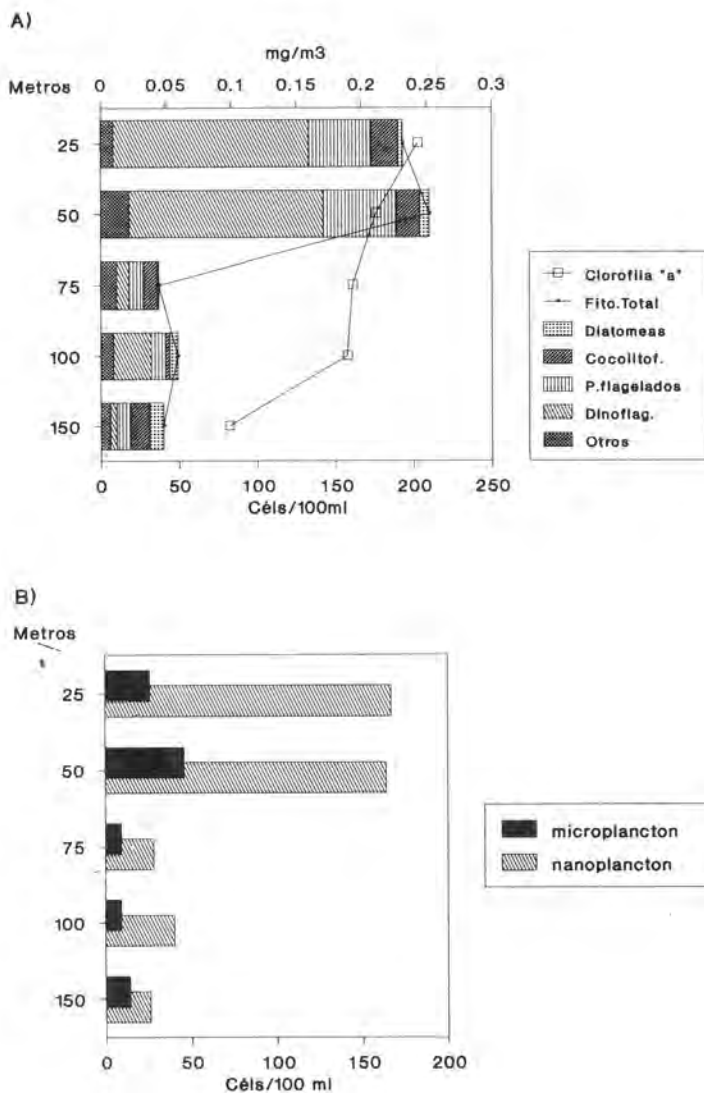 A)
mg/m3
Metros 0 0.05 0.1 0.15 0.2 0.25 0.3
25
50
75
100
150
0 50 100 150 200 250
Céls/100ml
Clorofila "a"
Fito.Total
Diatomeas
Cocolitof.
P.flagelados
Dinoflag.
Otros
B)
Metros
25
50
75
100
150
0 50 100 150 200
Céls/100 ml
microplancton
nanoplancton